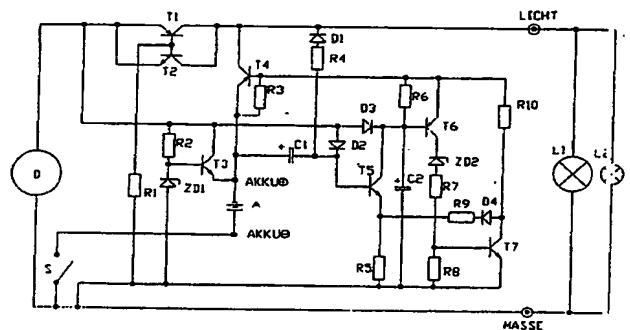 T1
LICHT
T2
T4
D1
R4
R3
R6
R10
D3
T6
R2
T3
C1
D2
T5
ZD2
L1
L2
D
R1
ZD1
AKKU⊕
C2
R7
A
R9
D4
AKKU⊖
S
R5
R8
T7
MASSE